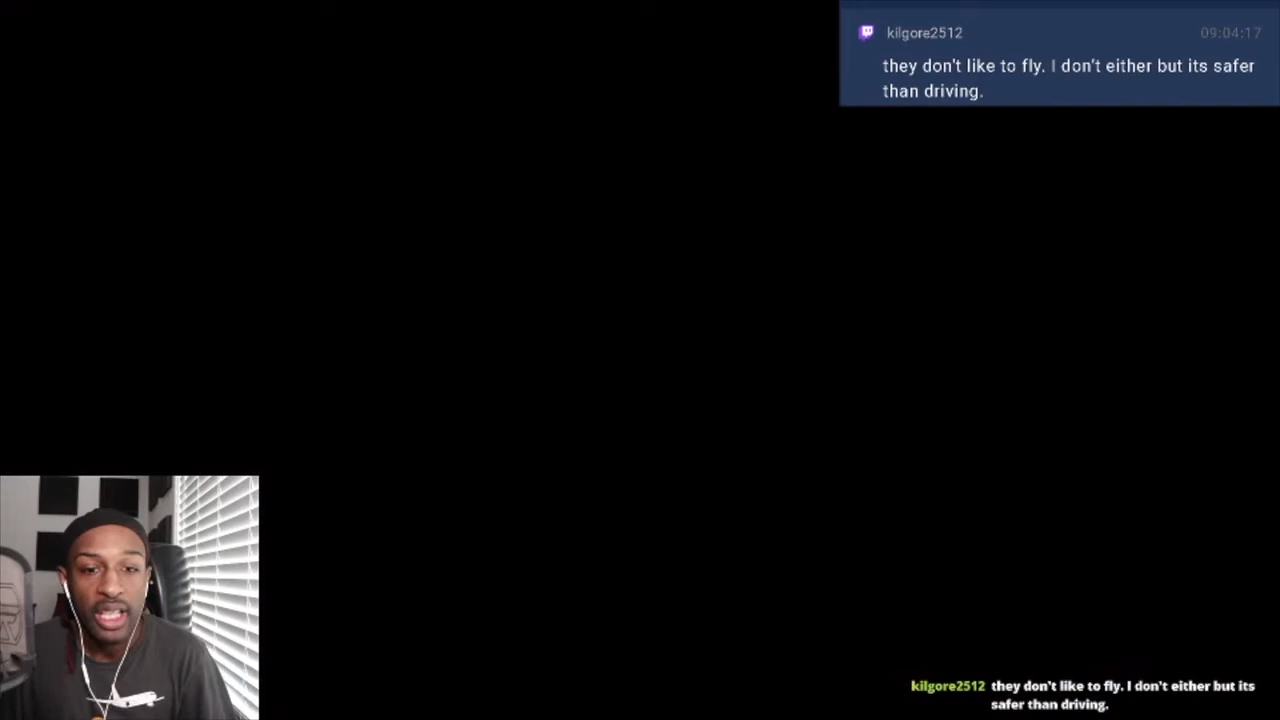 kilgore2512 09:04:17
they don't like to fly. I don't either but its safer
than driving.
kilgore2512 they don't like to fly. I don't either but its
safer than driving.